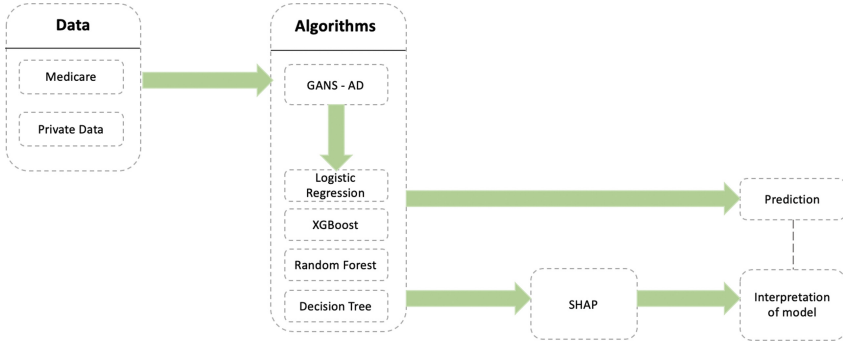 Data
Medicare
Private Data
Algorithms
GANS - AD
Logistic
Regression
XGBoost
Random Forest
Decision Tree
SHAP
Prediction
Interpretation
of model